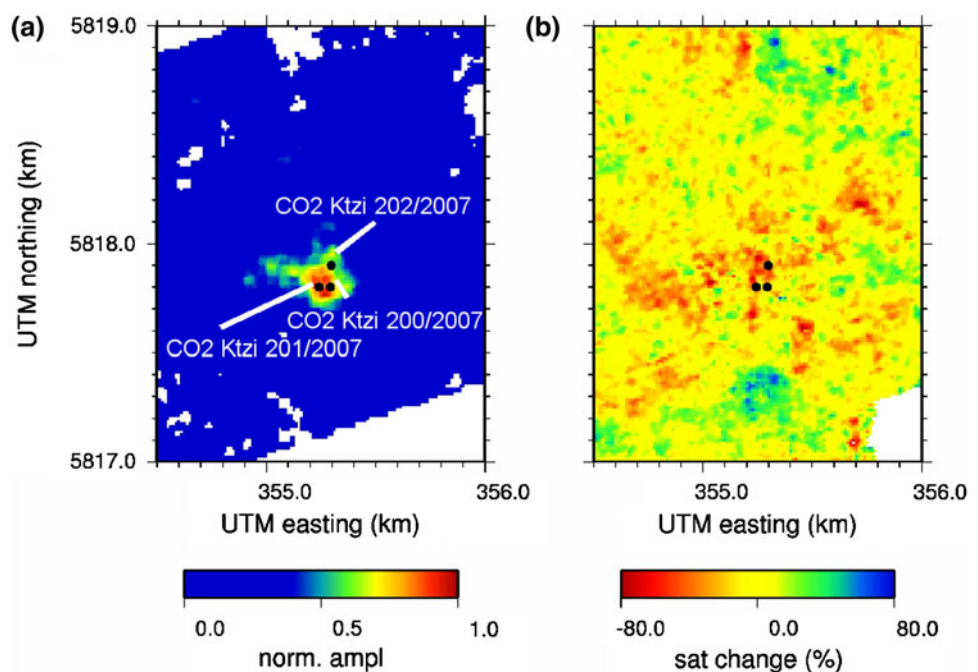 (a)
(b)
5819.0
5818.0
5817.0
UTM northing (km)
CO2 Ktzi 202/2007
CO2 Ktzi 200/2007
CO2 Ktzi 201/2007
355.0 356.0
355.0 356.0
UTM easting (km)
UTM easting (km)
0.0 0.5 1.0
norm. ampl
-80.0 0.0 80.0
sat change (%)